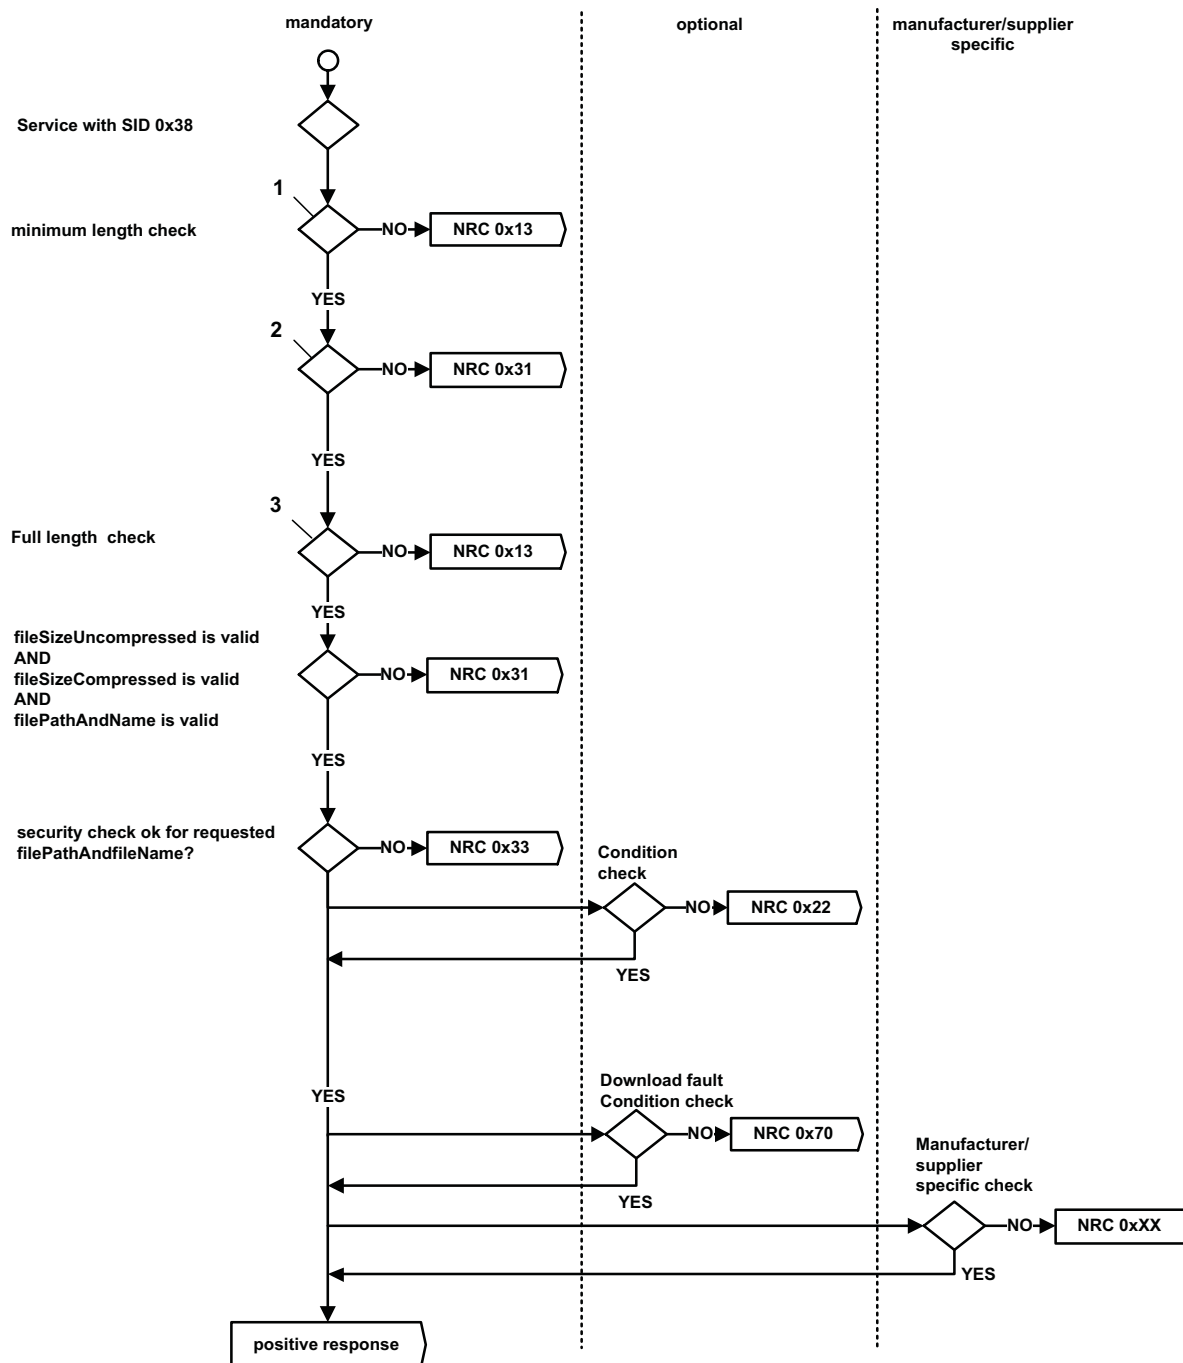 mandatory
optional
manufacturer/supplier
specific
Service with SID 0x38
1
minimum length check
NO
NRC 0x13
YES
2
NO
NRC 0x31
YES
3
Full length check
NO
NRC 0x13
YES
fileSizeUncompressed is valid
AND
fileSizeCompressed is valid
AND
filePathAndName is valid
NO
NRC 0x31
YES
security check ok for requested
filePathAndfileName?
NO
NRC 0x33
Condition
check
NO
NRC 0x22
YES
YES
Download fault
Condition check
NO
NRC 0x70
YES
Manufacturer/
supplier
specific check
NO
NRC 0xXX
YES
positive response